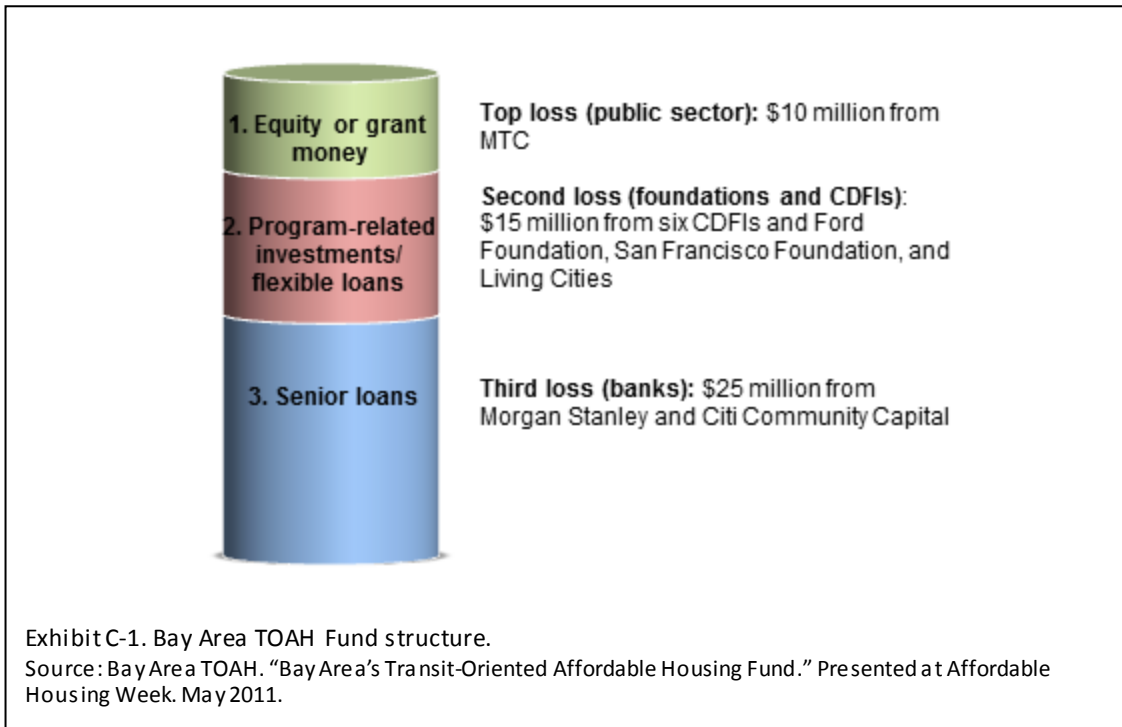 1. Equity or grant
money
Top loss (public sector): $10 million from
MTC
2. Program-related
investments/
flexible loans
Second loss (foundations and CDFIs):
$15 million from six CDFIs and Ford
Foundation, San Francisco Foundation, and
Living Cities
3. Senior loans
Third loss (banks): $25 million from
Morgan Stanley and Citi Community Capital
Exhibit C-1. Bay Area TOAH Fund structure.
Source: Bay Area TOAH. “Bay Area’s Transit-Oriented Affordable Housing Fund.” Presented at Affordable
Housing Week. May 2011.